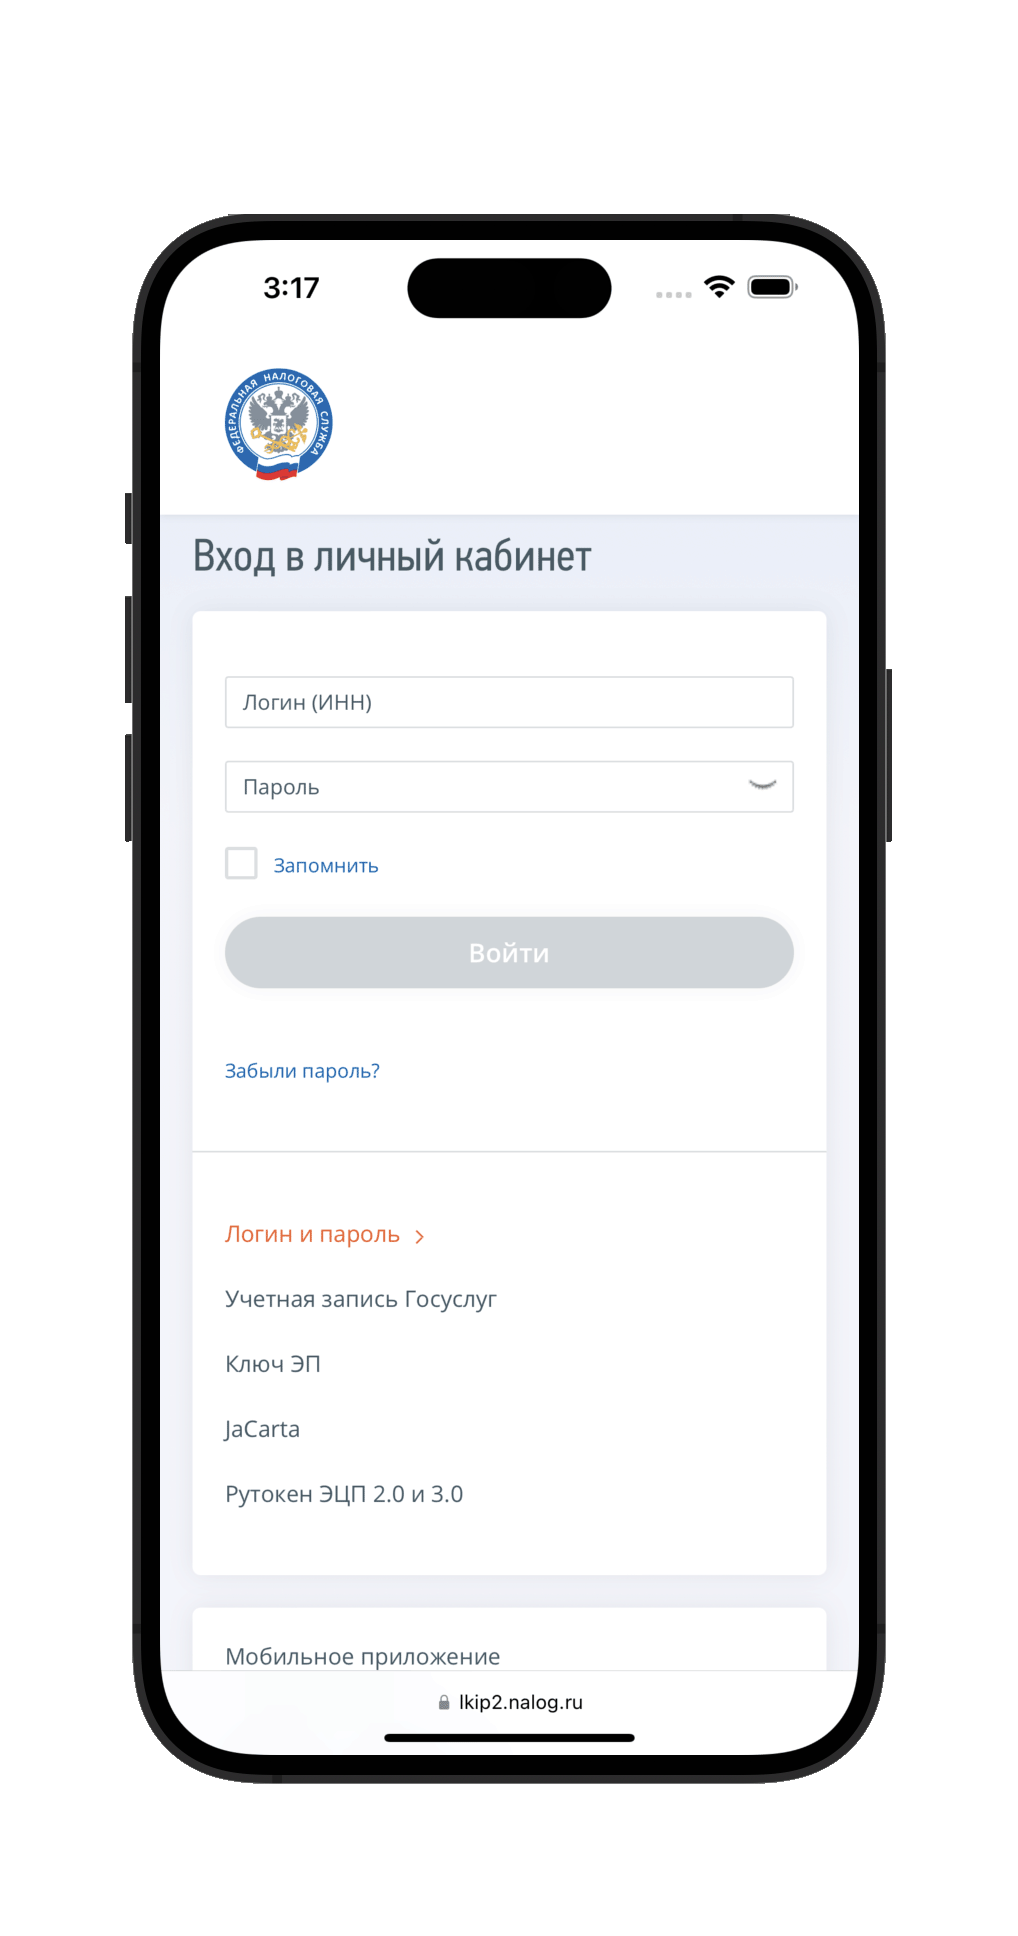 3:17
ФЕДЕРАЛЬНАЯ НАЛОГОВАЯ СЛУЖБА
Вход в личный кабинет
Логин (ИНН)
Пароль
Запомнить
Войти
Забыли пароль?
Логин и пароль
Учетная запись Госуслуг
Ключ ЭП
JaCarta
Рутокен ЭЦП 2.0 и 3.0
Мобильное приложение
lkip2.nalog.ru